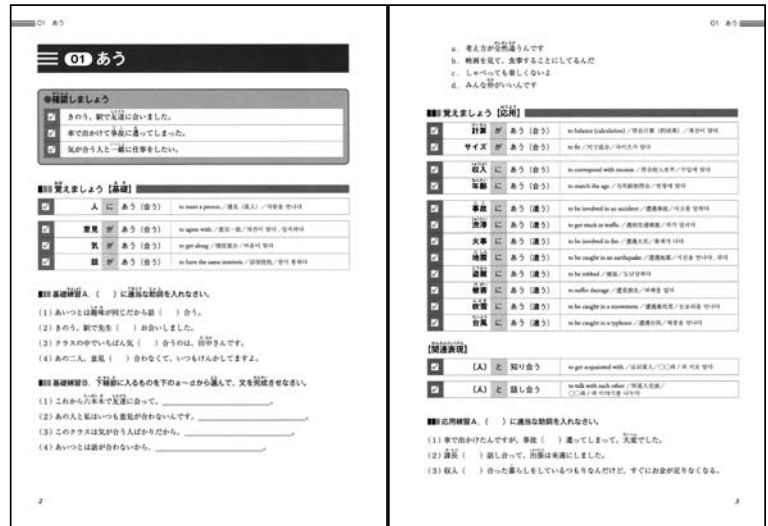 01 あう
01 あう
●確認しましょう
きのう、駅で友達に会いました。
車で出かけて事故に遭ってしまった。
気が合う人と一緒に仕事をしたい。
覚えましょう【基礎】
人 に あう（会う） to meet a person
意見 が あう（合う） to agree with
気 が あう（合う） to get along
話 が あう（合う） to have the same interests
基礎練習A. （ ）に適当な助詞を入れなさい。
(1) あいつとは趣味が同じだから話（ ）合う。
(2) きのう、駅で先生（ ）お会いしました。
(3) クラスの中でいちばん気（ ）合うのは、田中さんです。
(4) あの二人、意見（ ）合わなくて、いつもけんかしてますよ。
基礎練習B. 下線部に入るものを下のa～dから選んで、文を完成させなさい。
(1) これから六本木で友達に会って、
(2) あの人と私はいつも意見が合わないんです。
(3) このクラスは気が合う人ばかりだから、
(4) あいつとは話が合わないから、
2
01 あう
a. 考え方が全然違うんです
b. 映画を見て、食事することにしてるんだ
c. しゃべっても楽しくないよ
d. みんな仲がいいんです
覚えましょう【応用】
計算 が あう（合う） to balance (calculation)
サイズ が あう（合う） to fit
収入 に あう（合う） to correspond with income
年齢 に あう（合う） to match the age
事故 に あう（遭う） to be involved in an accident
渋滞 に あう（遭う） to get stuck in traffic
火事 に あう（遭う） to be involved in fire
地震 に あう（遭う） to be caught in an earthquake
盗難 に あう（遭う） to be robbed
被害 に あう（遭う） to suffer damage
吹雪 に あう（遭う） to be caught in a snowstorm
台風 に あう（遭う） to be caught in a typhoon
【関連表現】
（人） と 知り合う to get acquainted with
（人） と 話し合う to talk with each other
応用練習A. （ ）に適当な助詞を入れなさい。
(1) 車で出かけたんですが、事故（ ）遭ってしまって、大変でした。
(2) 課長（ ）話し合って、出張は来週にしました。
(3) 収入（ ）合った暮らしをしているつもりなんだけど、すぐにお金が足りなくなる。
3